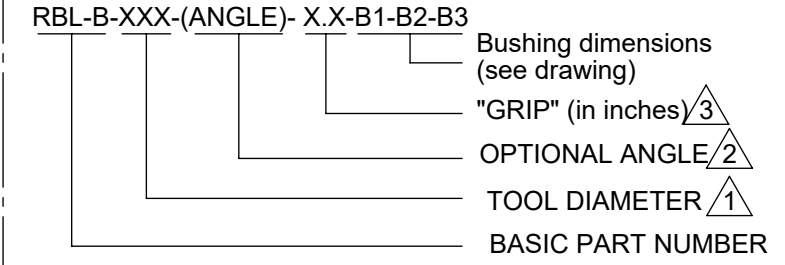 RBL-B-XXX-(ANGLE)- X.X-B1-B2-B3
Bushing dimensions
(see drawing)
"GRIP" (in inches) 3
OPTIONAL ANGLE 2
TOOL DIAMETER 1
BASIC PART NUMBER